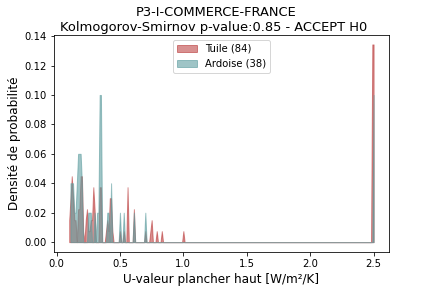 P3-I-COMMERCE-FRANCE
Kolmogorov-Smirnov p-value:0.85 - ACCEPT H0
Tuile (84)
Ardoise (38)
Densité de probabilité
0.14
0.12
0.10
0.08
0.06
0.04
0.02
0.00
0.0 0.5 1.0 1.5 2.0 2.5
U-valeur plancher haut [W/m²/K]